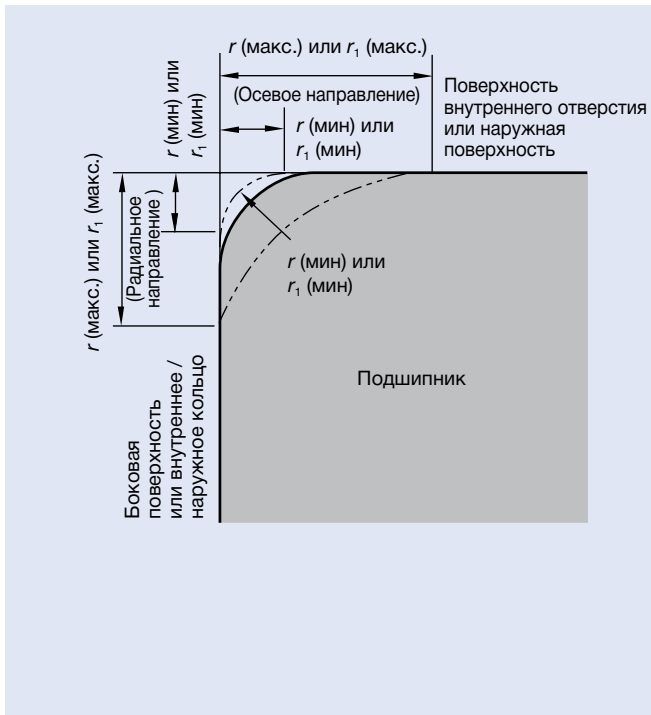 r (макс.) или r₁ (макс.)
(Осевое направление)
r (мин) или
r₁ (мин)
Поверхность
внутреннего отверстия
или наружная
поверхность
r (мин) или
r₁ (мин)
r (макс.) или r₁ (макс.)
(Радиальное
направление )
r (мин) или
r₁ (мин)
Подшипник
Боковая
поверхность
или внутреннее /
наружное кольцо